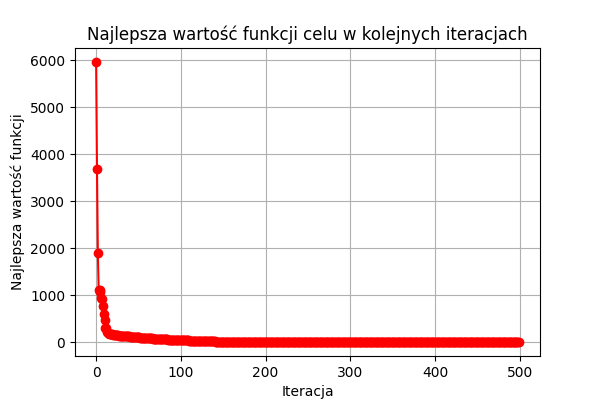 Najlepsza wartość funkcji celu w kolejnych iteracjach
6000
5000
4000
3000
2000
1000
0
Najlepsza wartość funkcji
0 100 200 300 400 500
Iteracja